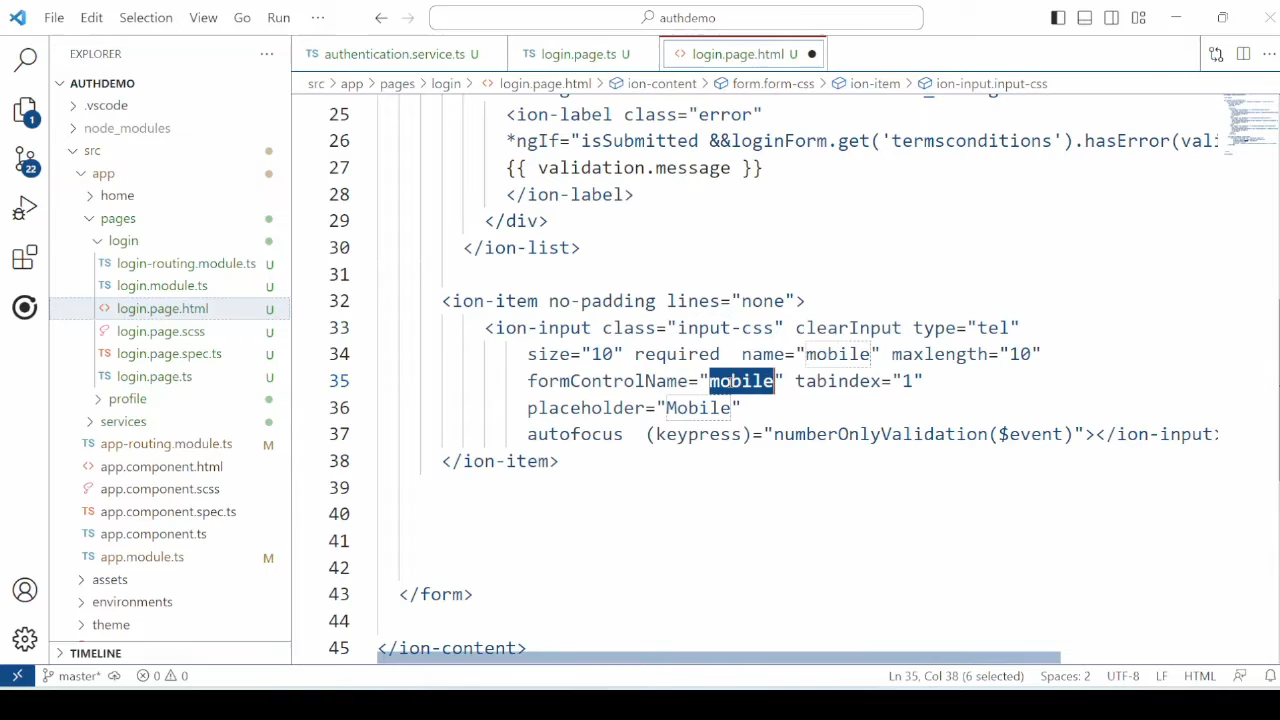 File Edit Selection View Go Run ··· authdemo
EXPLORER ···
authentication.service.ts U login.page.ts U login.page.html U
src > app > pages > login > login.page.html > ion-content > form.form-css > ion-item > ion-input.input-css
AUTHDEMO
.vscode
node_modules
src
app
home
pages
login
login-routing.module.ts U
login.module.ts U
login.page.html U
login.page.scss U
login.page.spec.ts U
login.page.ts U
profile
services
app-routing.module.ts M
app.component.html
app.component.scss
app.component.spec.ts
app.component.ts
app.module.ts M
assets
environments
theme
TIMELINE
25 <ion-label class="error"
26 *ngIf="isSubmitted &&loginForm.get('termsconditions').hasError(vali
27 {{ validation.message }}
28 </ion-label>
29 </div>
30 </ion-list>
31
32 <ion-item no-padding lines="none">
33 <ion-input class="input-css" clearInput type="tel"
34 size="10" required name="mobile" maxlength="10"
35 formControlName="mobile" tabindex="1"
36 placeholder="Mobile"
37 autofocus (keypress)="numberOnlyValidation($event)"></ion-input>
38 </ion-item>
39
40
41
42
43 </form>
44
45 </ion-content>
1
22
master* 0 0 Ln 35, Col 38 (6 selected) Spaces: 2 UTF-8 LF HTML